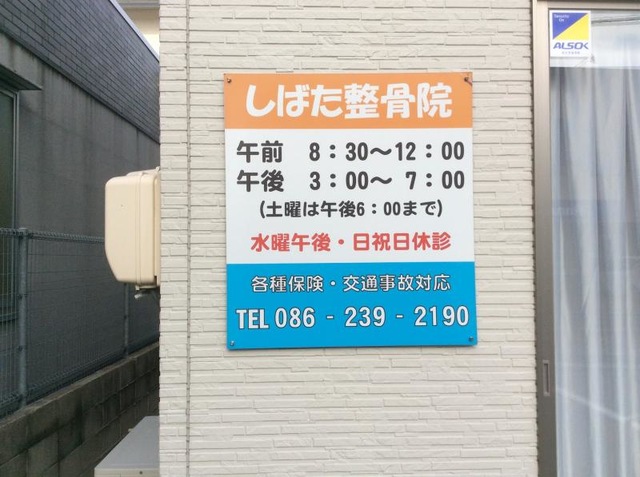 しばた整骨院
午前 8：30～12：00
午後 3：00～ 7：00
(土曜は午後6：00まで)
水曜午後・日祝日休診
各種保険・交通事故対応
TEL 086 - 239 - 2190
ALSOK